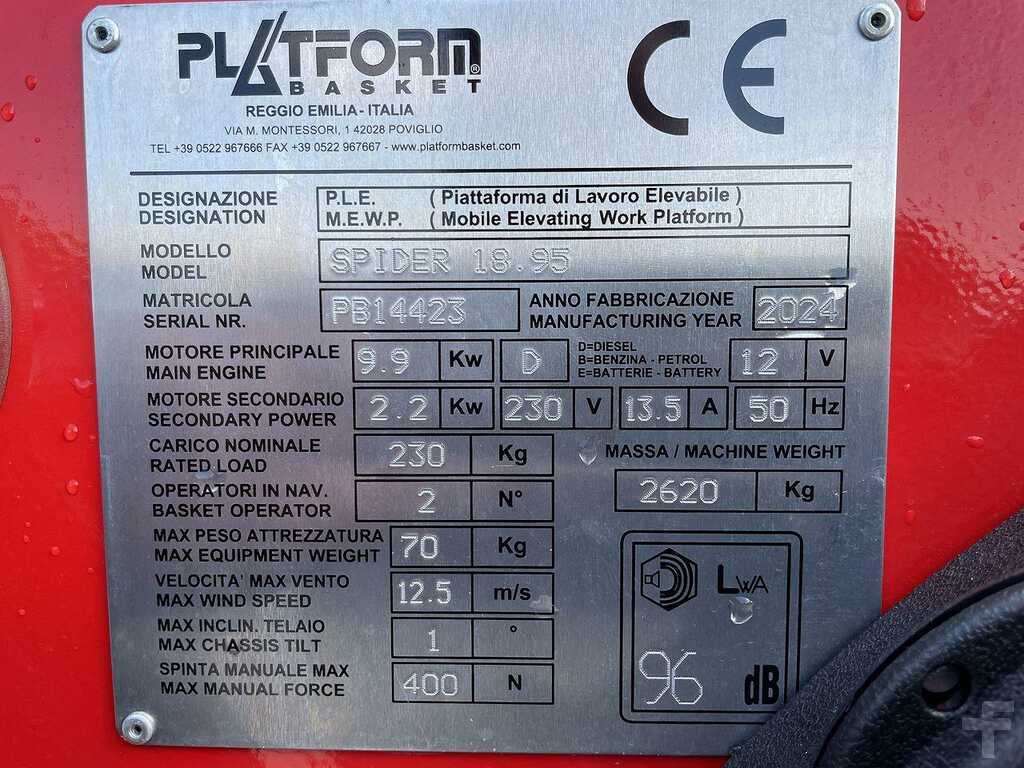 PLATFORM®
BASKET
CE
REGGIO EMILIA - ITALIA
VIA M. MONTESSORI, 1 42028 POVIGLIO
TEL +39 0522 967666 FAX +39 0522 967667 - www.platformbasket.com
DESIGNAZIONE P.L.E. ( Piattaforma di Lavoro Elevabile )
DESIGNATION M.E.W.P. ( Mobile Elevating Work Platform )
MODELLO
MODEL
SPIDER 18.95
MATRICOLA
SERIAL NR.
PB14423
ANNO FABBRICAZIONE
MANUFACTURING YEAR
2024
MOTORE PRINCIPALE
MAIN ENGINE
9.9 Kw D
D=DIESEL
B=BENZINA - PETROL
E=BATTERIE - BATTERY
12 V
MOTORE SECONDARIO
SECONDARY POWER
2.2 Kw 230 V 13.5 A 50 Hz
CARICO NOMINALE
RATED LOAD
230 Kg
MASSA / MACHINE WEIGHT
2620 Kg
OPERATORI IN NAV.
BASKET OPERATOR
2 N°
MAX PESO ATTREZZATURA
MAX EQUIPMENT WEIGHT
70 Kg
VELOCITA' MAX VENTO
MAX WIND SPEED
12.5 m/s
MAX INCLIN. TELAIO
MAX CHASSIS TILT
1 °
SPINTA MANUALE MAX
MAX MANUAL FORCE
400 N
LWA
96 dB